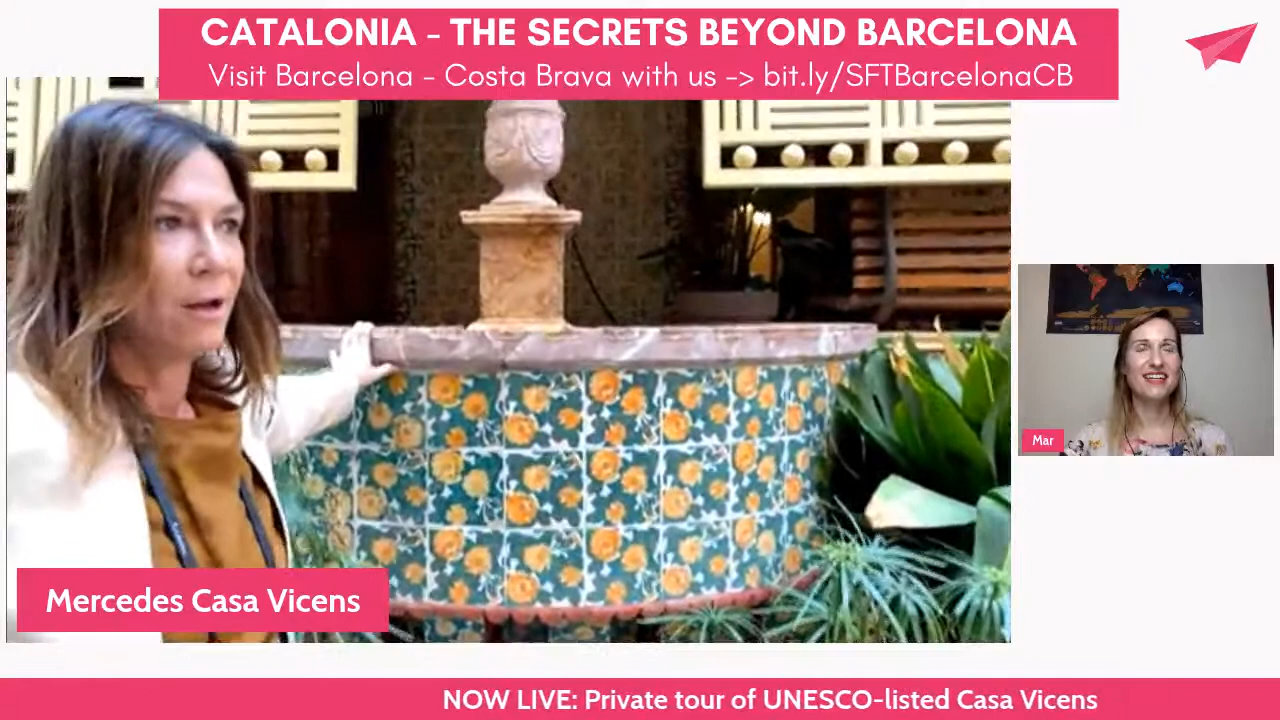 CATALONIA - THE SECRETS BEYOND BARCELONA
Visit Barcelona - Costa Brava with us -> bit.ly/SFTBarcelonaCB
Mar
Mercedes Casa Vicens
NOW LIVE: Private tour of UNESCO-listed Casa Vicens